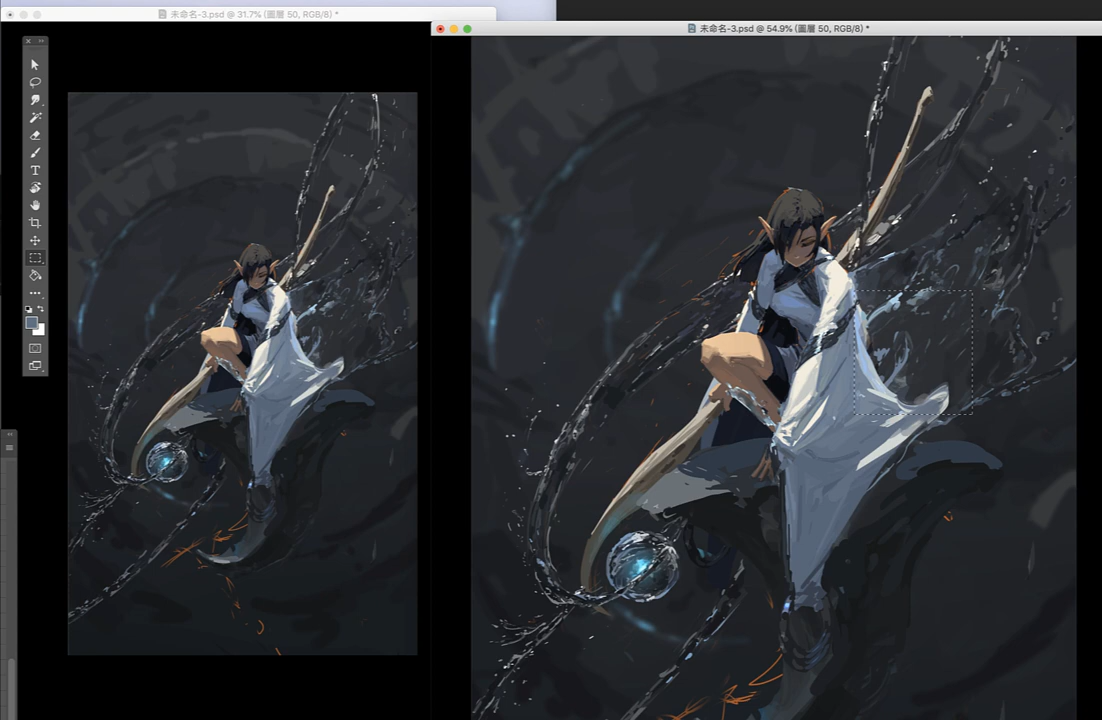 未命名-3.psd @ 31.7% (圖層 50, RGB/8) *
未命名-3.psd @ 54.9% (圖層 50, RGB/8) *
T